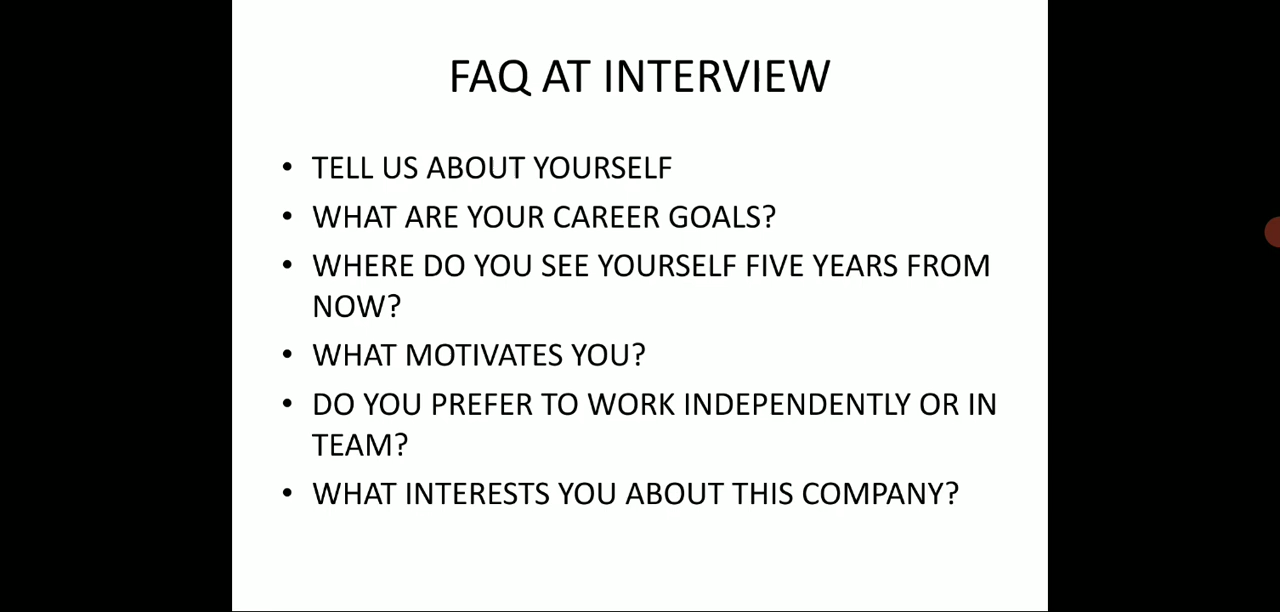 FAQ AT INTERVIEW
• TELL US ABOUT YOURSELF
• WHAT ARE YOUR CAREER GOALS?
• WHERE DO YOU SEE YOURSELF FIVE YEARS FROM
NOW?
• WHAT MOTIVATES YOU?
• DO YOU PREFER TO WORK INDEPENDENTLY OR IN
TEAM?
• WHAT INTERESTS YOU ABOUT THIS COMPANY?